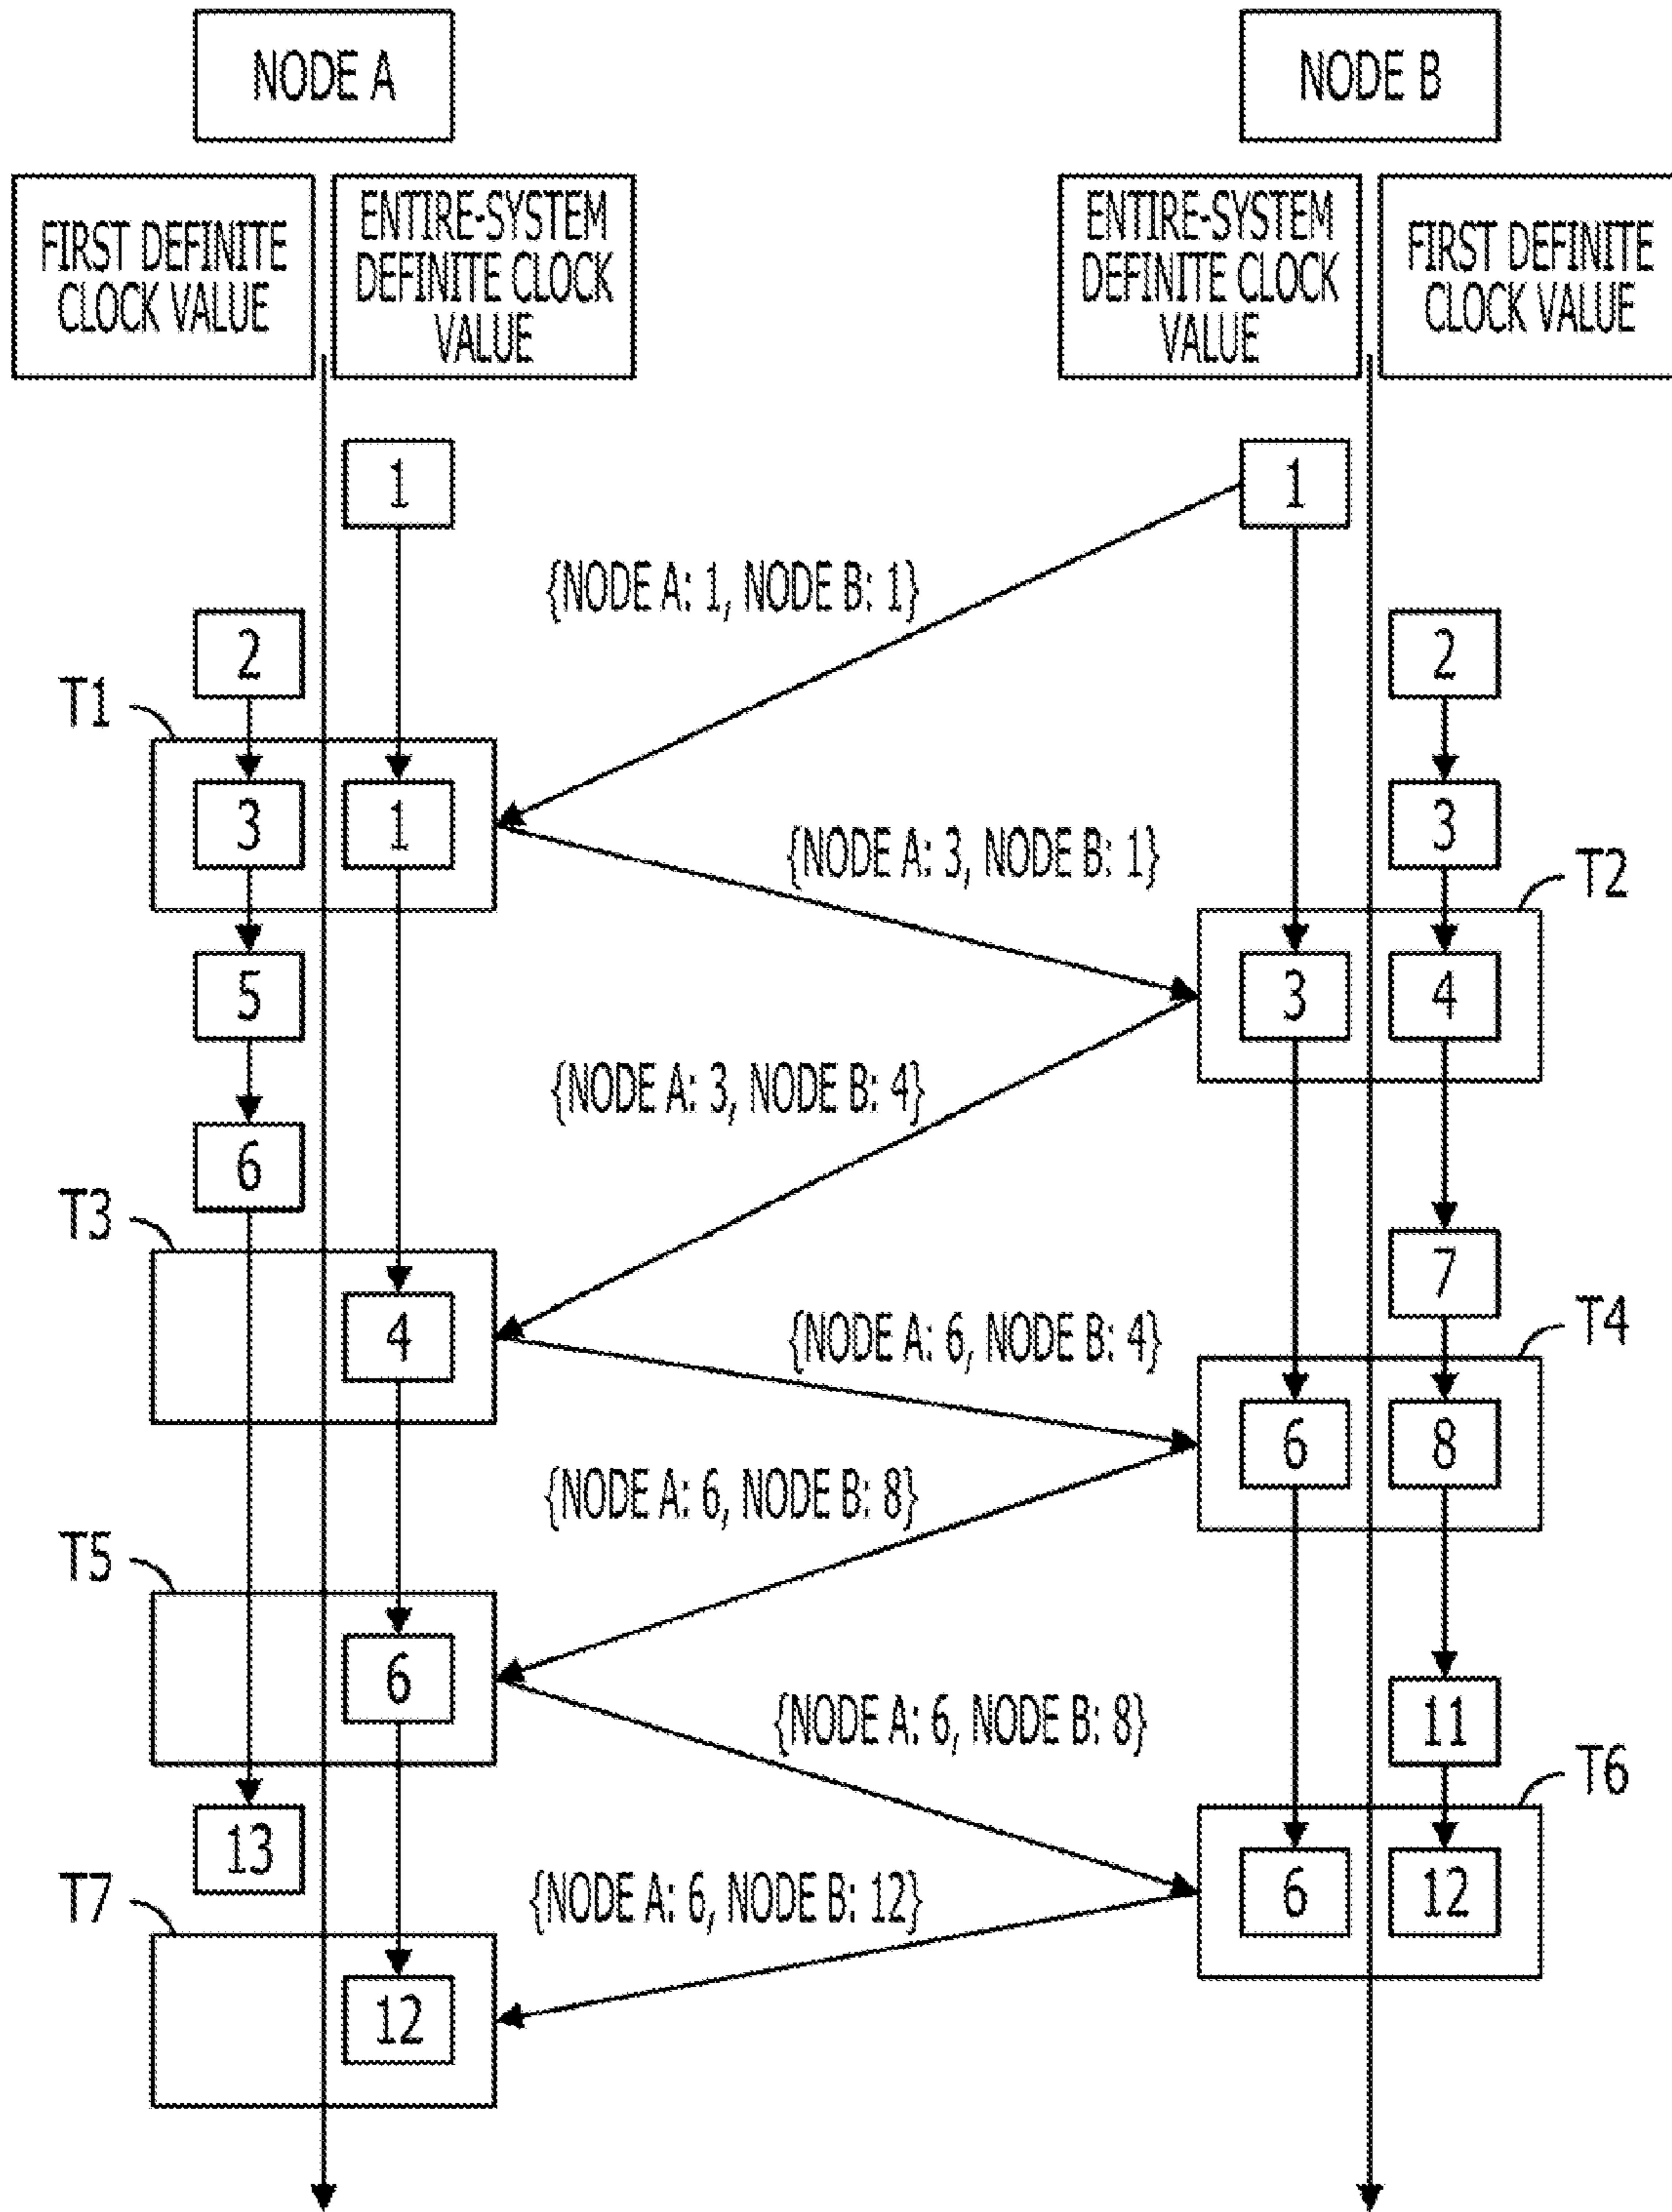 NODE A
NODE B
FIRST DEFINITE
CLOCK VALUE
ENTIRE-SYSTEM
DEFINITE CLOCK
VALUE
ENTIRE-SYSTEM
DEFINITE CLOCK
VALUE
FIRST DEFINITE
CLOCK VALUE
1
1
{NODE A: 1, NODE B: 1}
2
2
T1
3
1
3
{NODE A: 3, NODE B: 1}
T2
5
3
4
{NODE A: 3, NODE B: 4}
6
T3
7
4
{NODE A: 6, NODE B: 4}
T4
6
8
{NODE A: 6, NODE B: 8}
T5
6
{NODE A: 6, NODE B: 8}
11
T6
13
6
12
T7
{NODE A: 6, NODE B: 12}
12